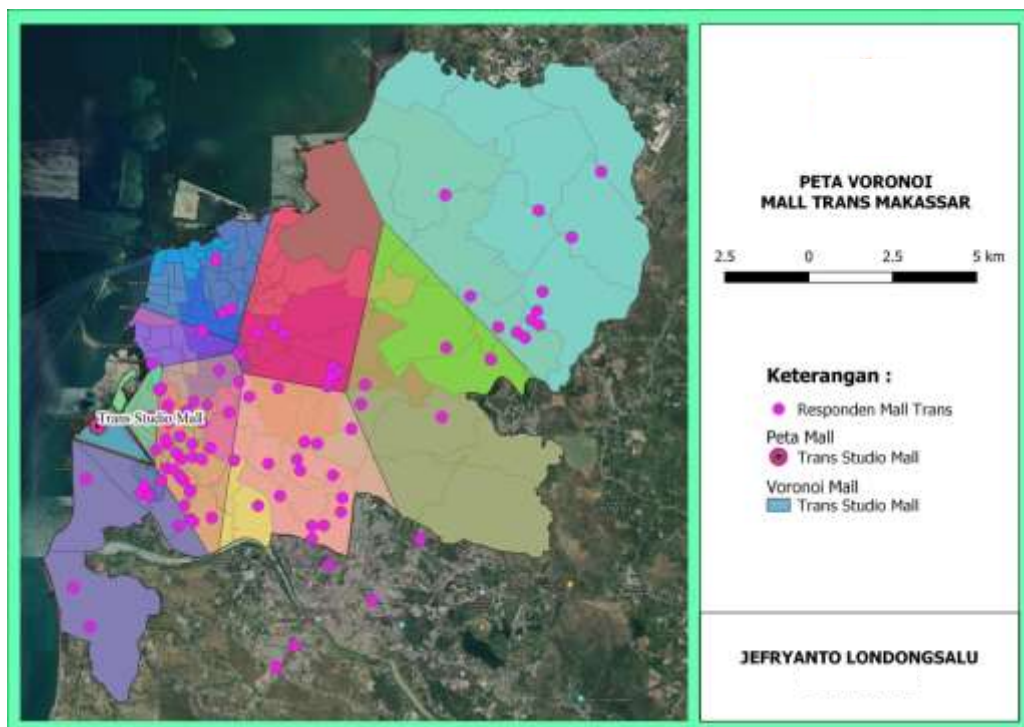 Trans Studio Mall
PETA VORONOI
MALL TRANS MAKASSAR
2.5 0 2.5 5 km
Keterangan :
Responden Mall Trans
Peta Mall
Trans Studio Mall
Voronoi Mall
Trans Studio Mall
JEFRYANTO LONDONGSALU